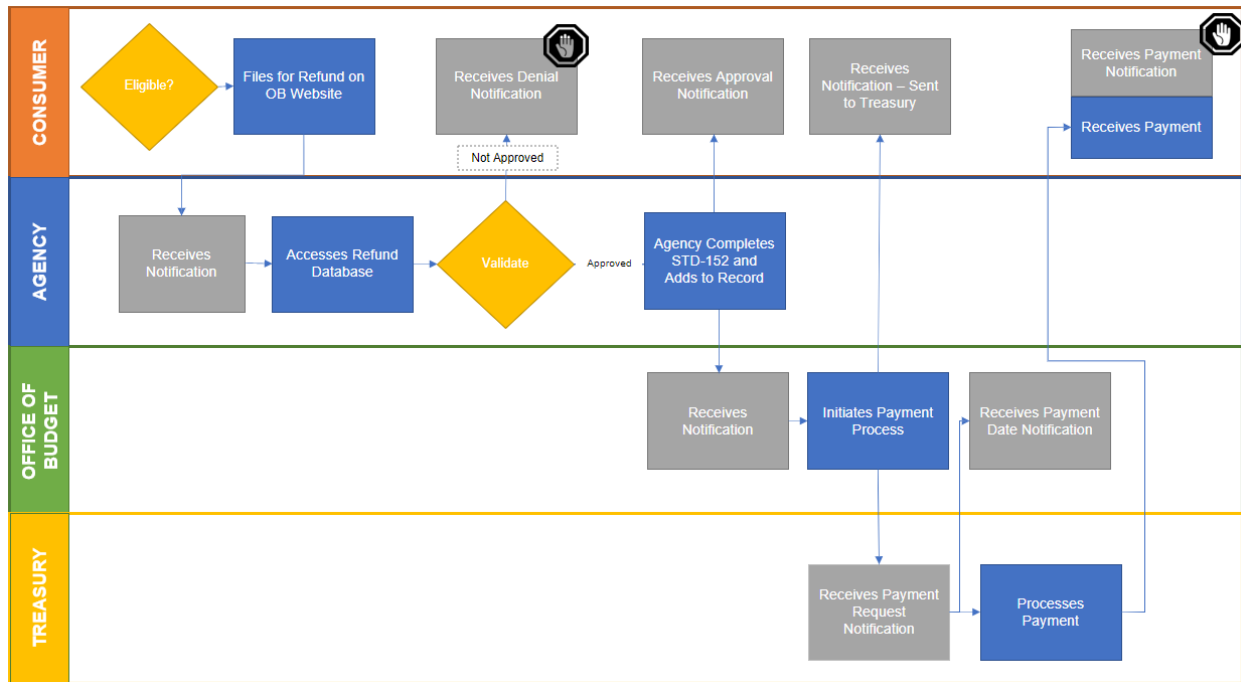 CONSUMER
Eligible?
Files for Refund on
OB Website
Receives Denial
Notification
Not Approved
Receives Approval
Notification
Receives
Notification – Sent
to Treasury
Receives Payment
Notification
Receives Payment
AGENCY
Receives
Notification
Accesses Refund
Database
Validate
Approved
Agency Completes
STD-152 and
Adds to Record
OFFICE OF
BUDGET
Receives
Notification
Initiates Payment
Process
Receives Payment
Date Notification
TREASURY
Receives Payment
Request
Notification
Processes
Payment